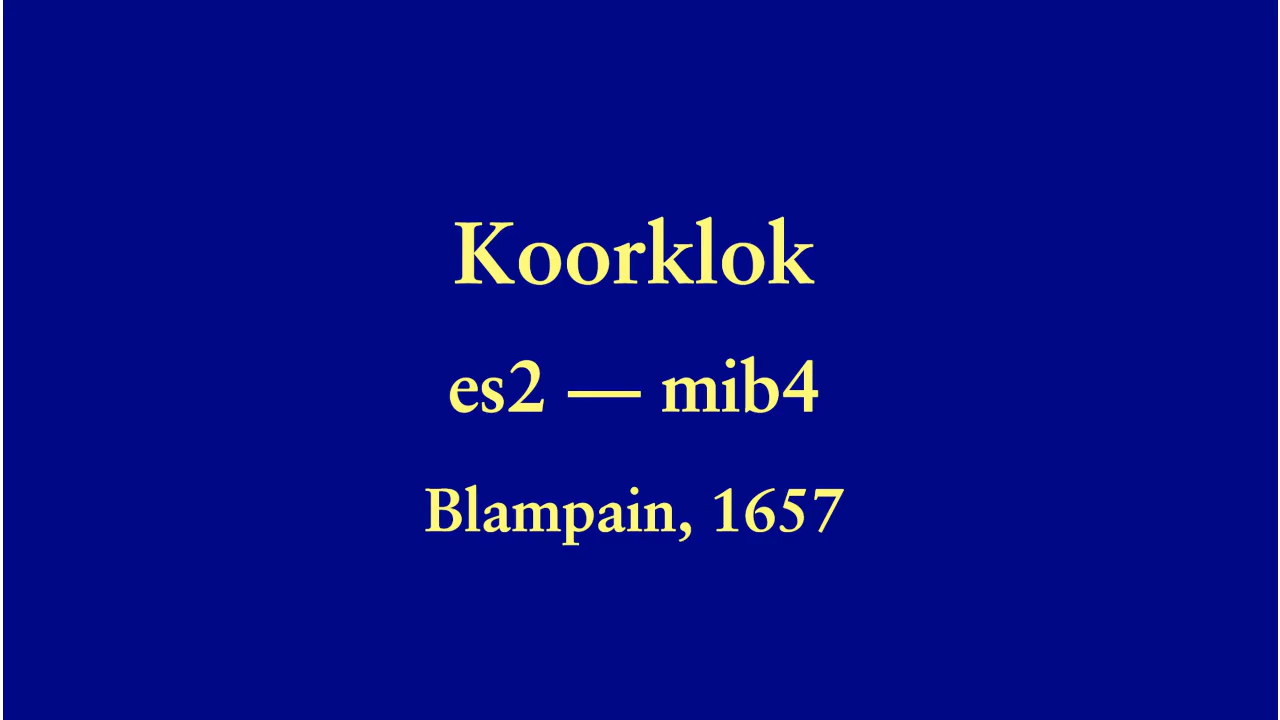 Koorklok
es2 — mib4
Blampain, 1657